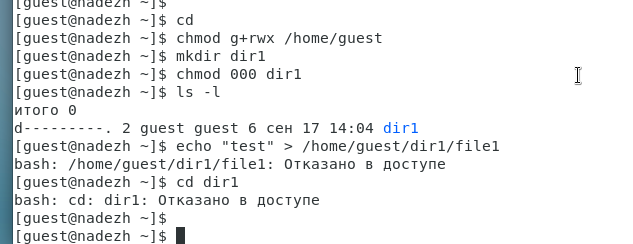 [guest@nadezh ~]$
[guest@nadezh ~]$ cd
[guest@nadezh ~]$ chmod g+rwx /home/guest
[guest@nadezh ~]$ mkdir dir1
[guest@nadezh ~]$ chmod 000 dir1
[guest@nadezh ~]$ ls -l
итого 0
d---------. 2 guest guest 6 сен 17 14:04 dir1
[guest@nadezh ~]$ echo "test" > /home/guest/dir1/file1
bash: /home/guest/dir1/file1: Отказано в доступе
[guest@nadezh ~]$ cd dir1
bash: cd: dir1: Отказано в доступе
[guest@nadezh ~]$
[guest@nadezh ~]$